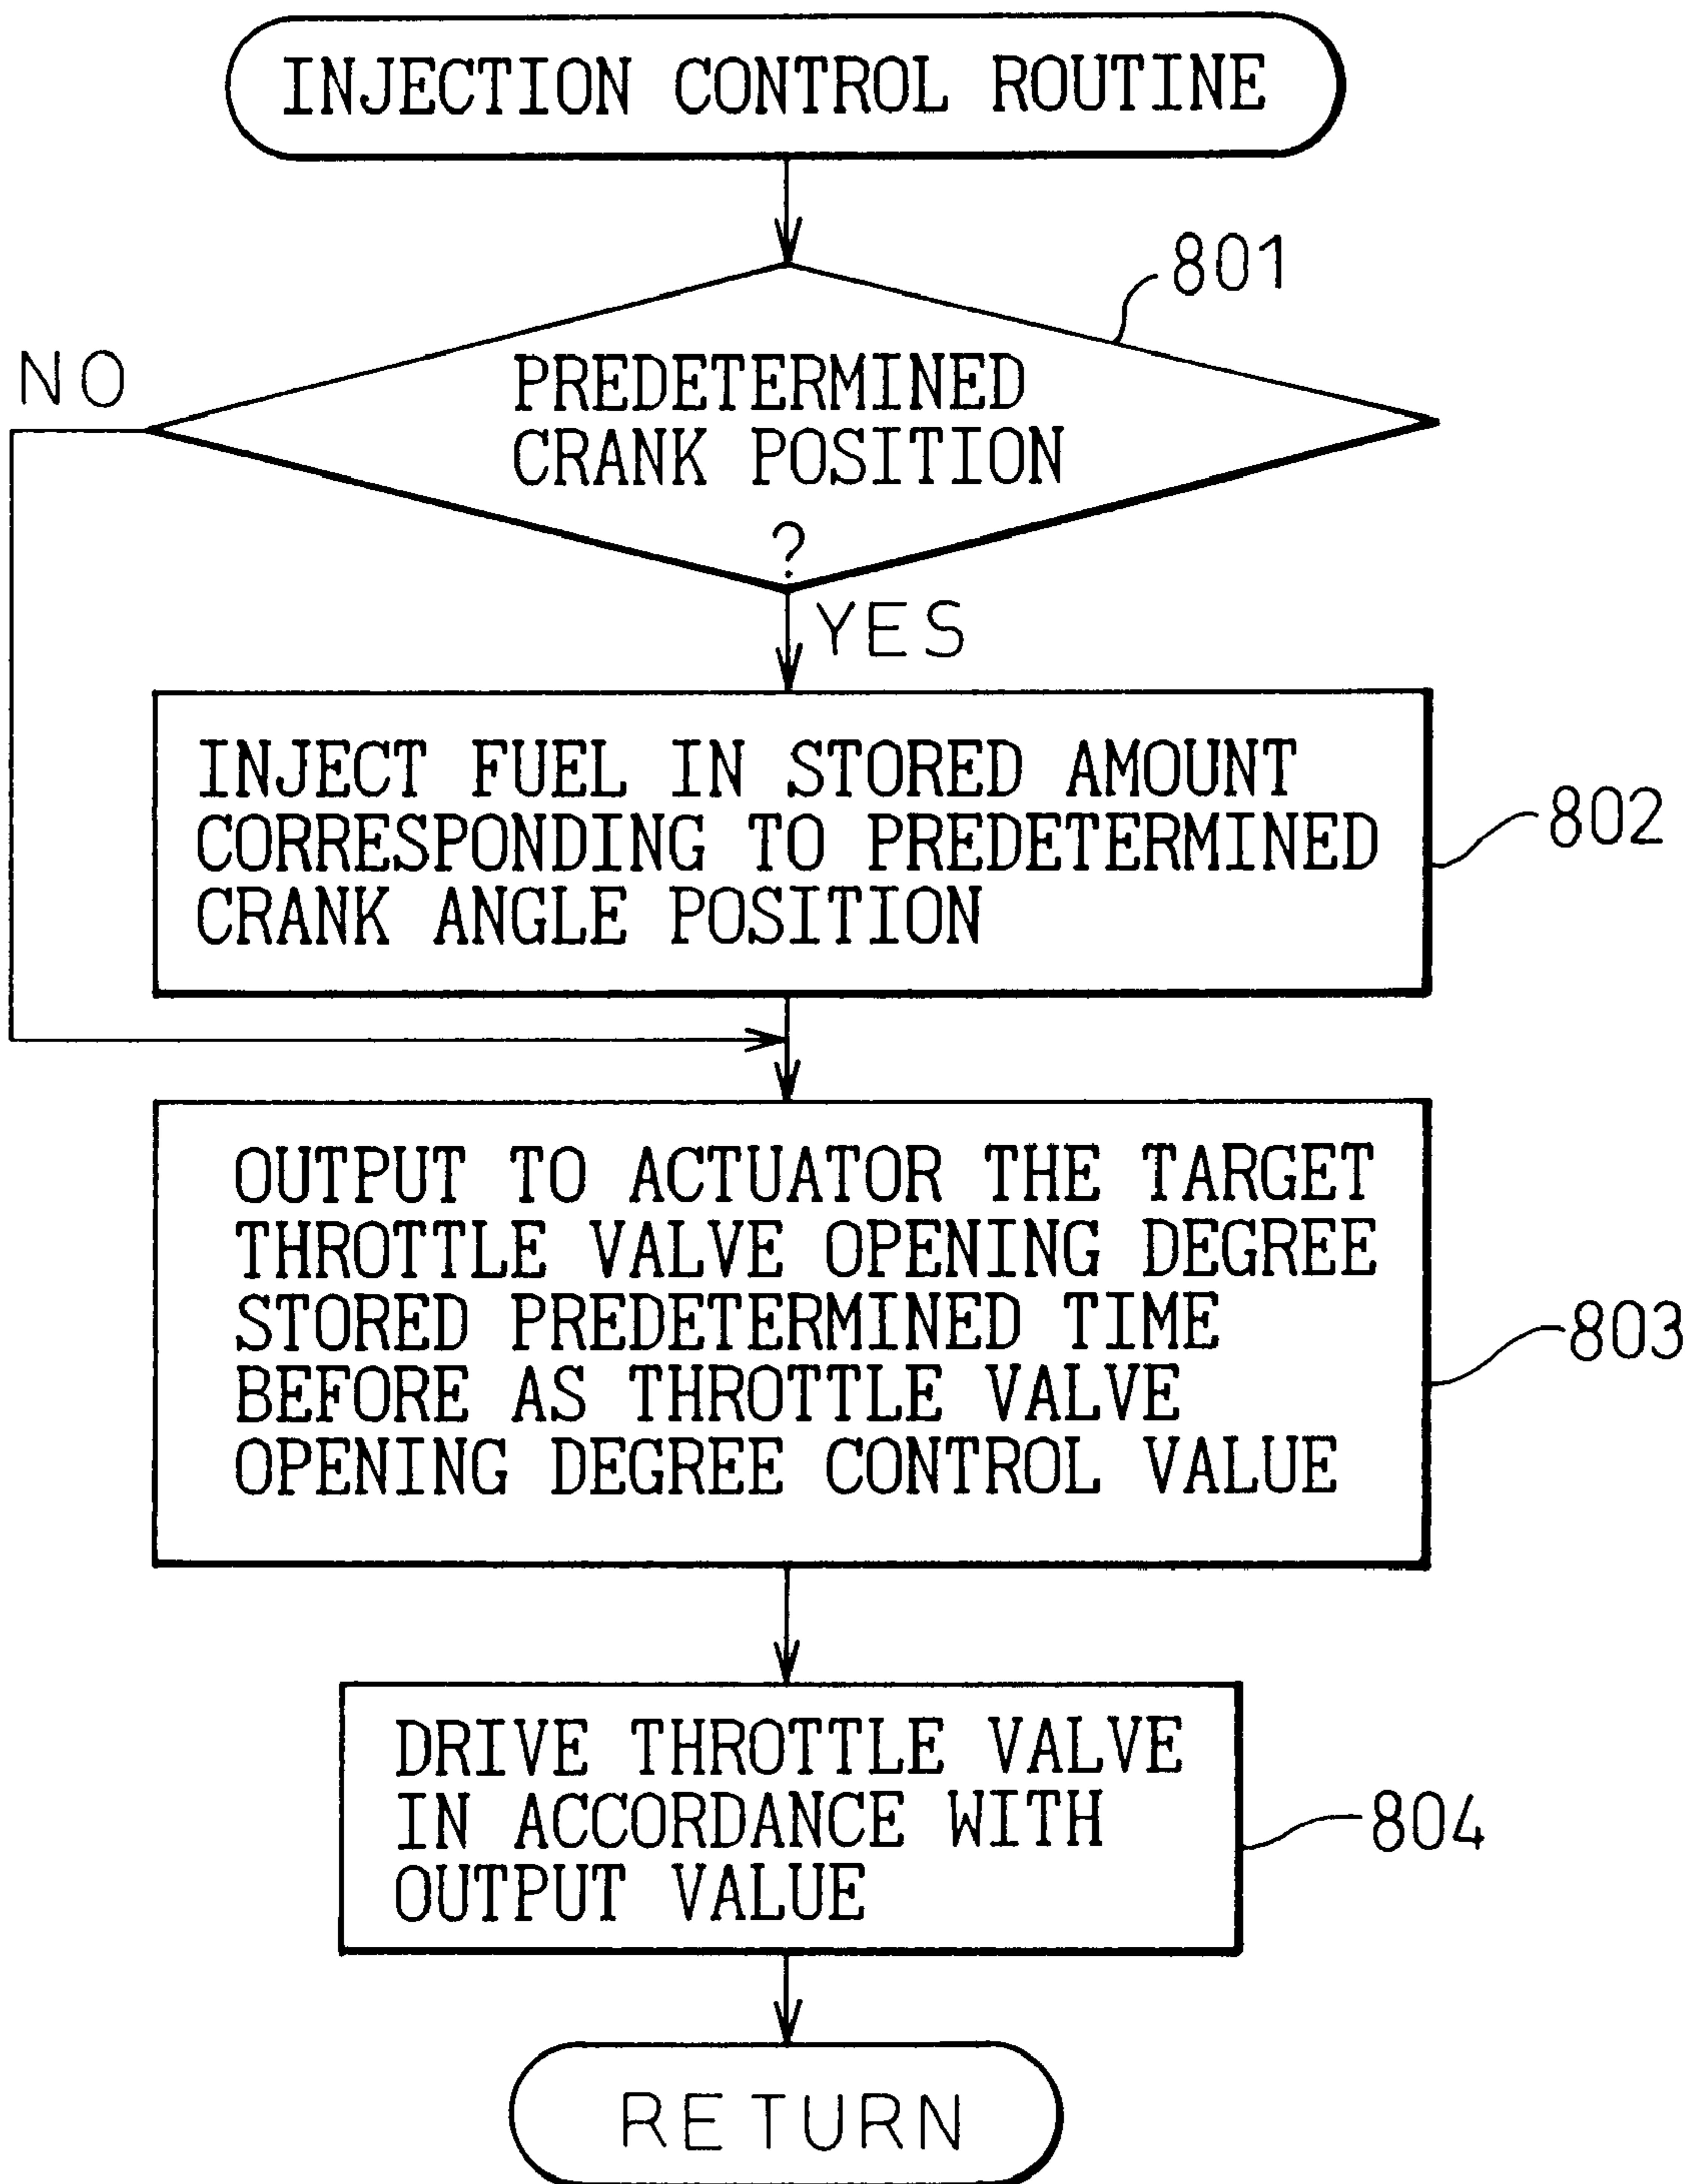 INJECTION CONTROL ROUTINE
801
NO
PREDETERMINED
CRANK POSITION
?
YES
INJECT FUEL IN STORED AMOUNT
CORRESPONDING TO PREDETERMINED
CRANK ANGLE POSITION
802
OUTPUT TO ACTUATOR THE TARGET
THROTTLE VALVE OPENING DEGREE
STORED PREDETERMINED TIME
BEFORE AS THROTTLE VALVE
OPENING DEGREE CONTROL VALUE
803
DRIVE THROTTLE VALVE
IN ACCORDANCE WITH
OUTPUT VALUE
804
RETURN